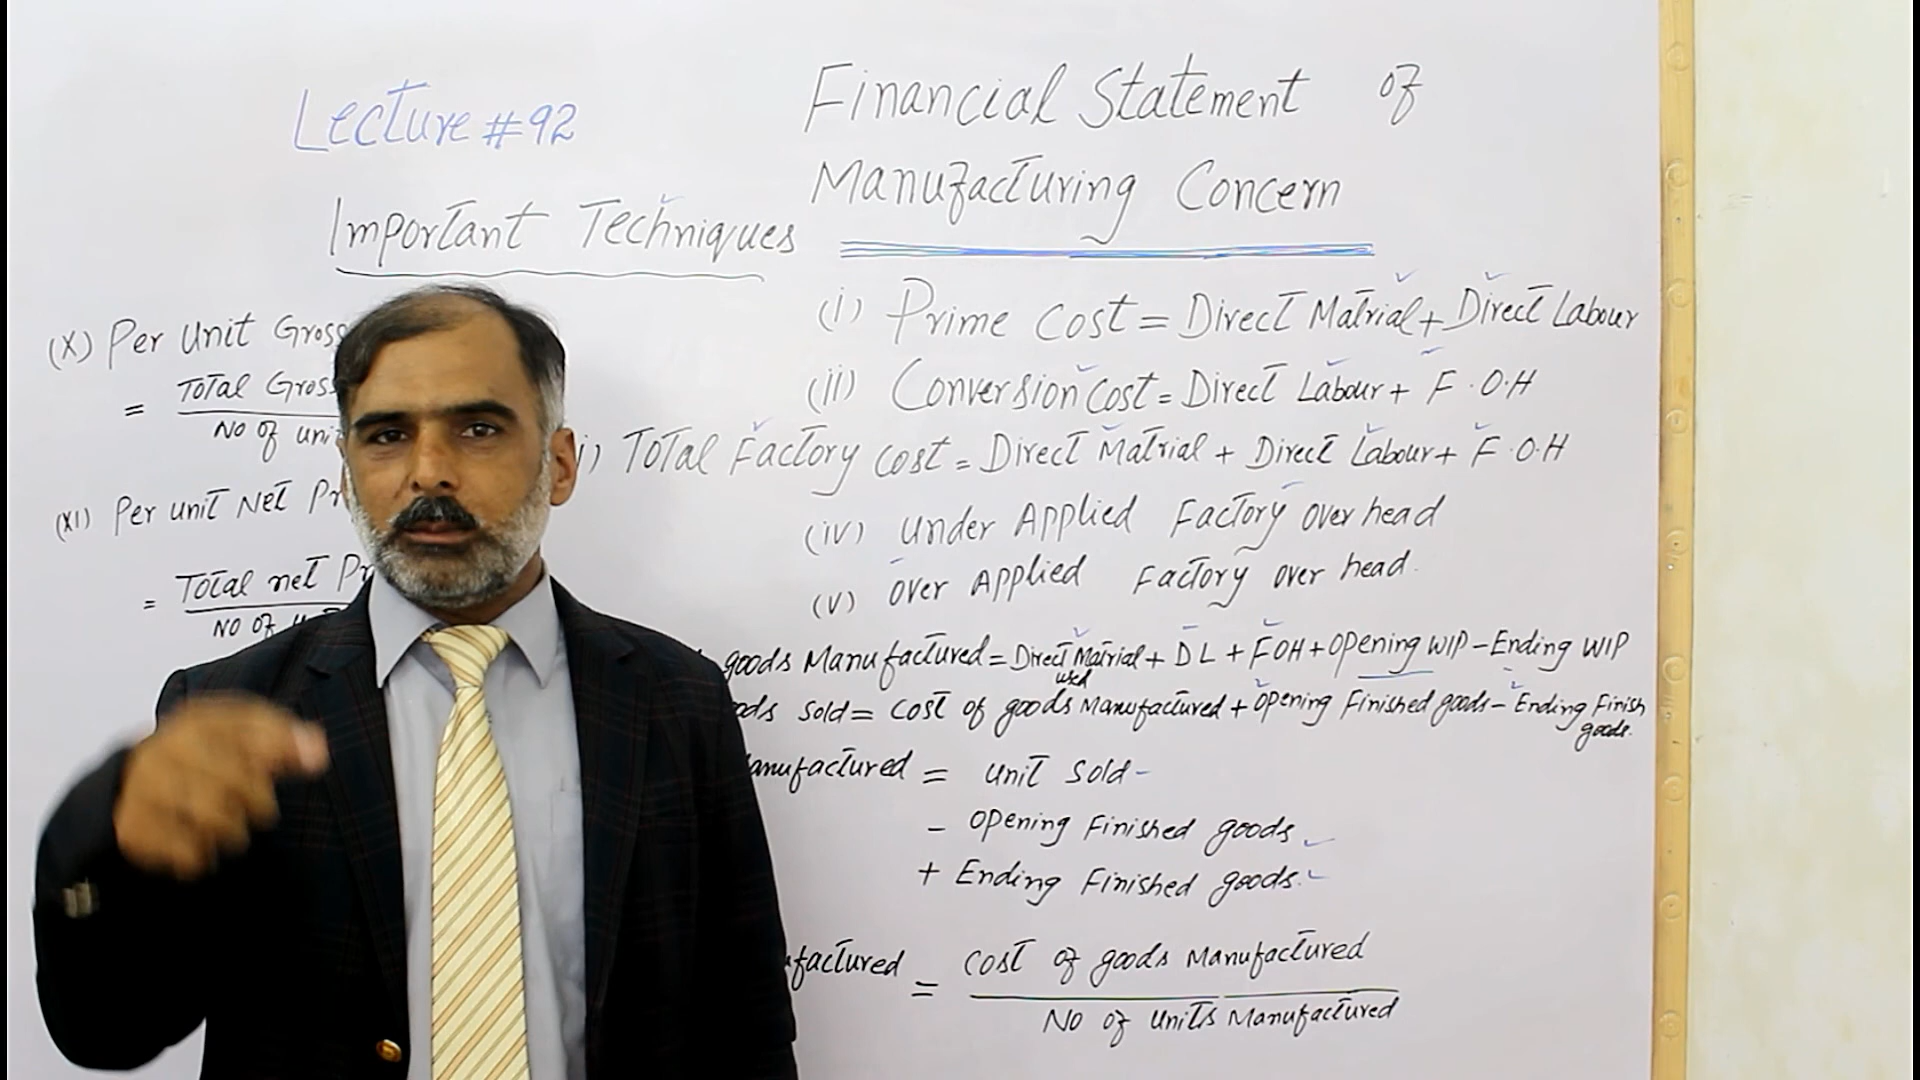 Lecture #92
Financial Statement of
Manufacturing Concern
Important Techniques
(i) Prime Cost = Direct Matrial + Direct Labour
(ii) Conversion Cost = Direct Labour + F.O.H
i) Total Factory Cost = Direct Matrial + Direct Labour + F.O.H
(iv) Under Applied Factory over head
(v) Over Applied Factory over head.
goods Manufactured = Direct Matrial used + DL + FOH + Opening WIP - Ending WIP
ods sold = Cost of goods Manufactured + Opening Finished goods - Ending Finish goods.
anufactured = Unit Sold
- Opening Finished goods
+ Ending Finished goods.
factured = Cost of goods Manufactured
No of Units Manufactured
(X) Per Unit Gross
= Total Gross
No of uni
(XI) Per unit Net Pr
= Total net Pr
No of u